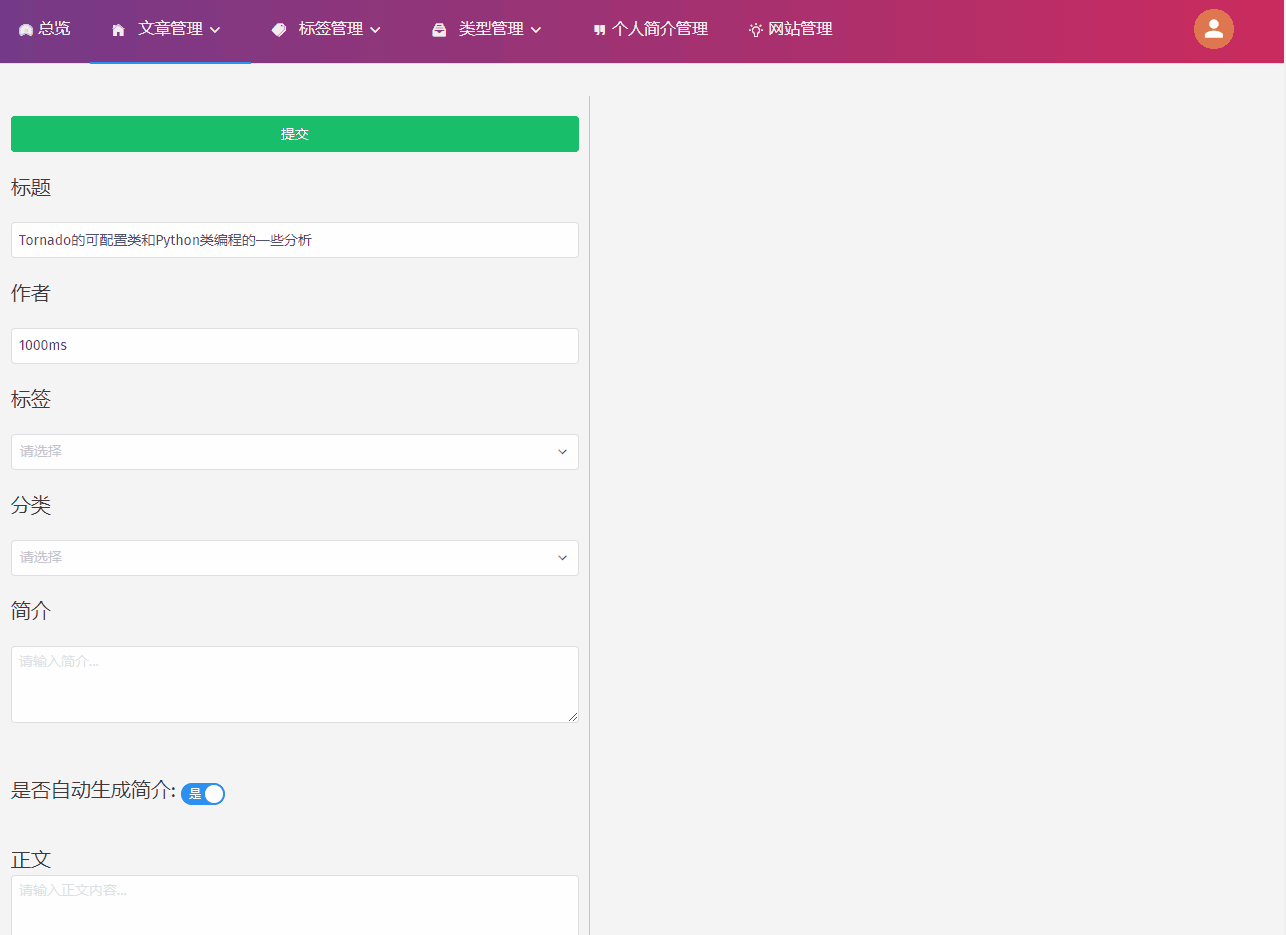 总览 文章管理 标签管理 类型管理 个人简介管理 网站管理
提交
标题
Tornado的可配置类和Python类编程的一些分析
作者
1000ms
标签
请选择
分类
请选择
简介
请输入简介...
是否自动生成简介: 是
正文
请输入正文内容...